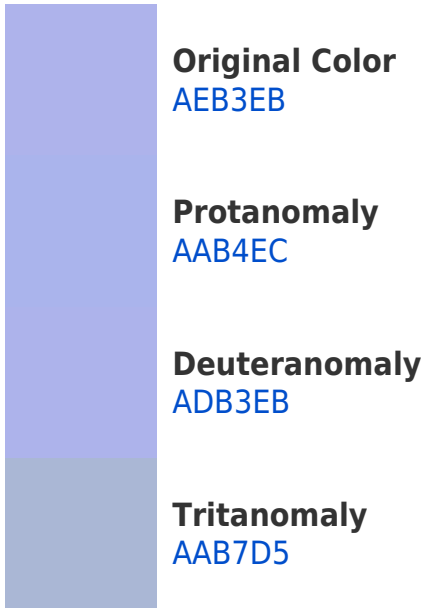 Original Color
AEB3EB
Protanomaly
AAB4EC
Deuteranomaly
ADB3EB
Tritanomaly
AAB7D5